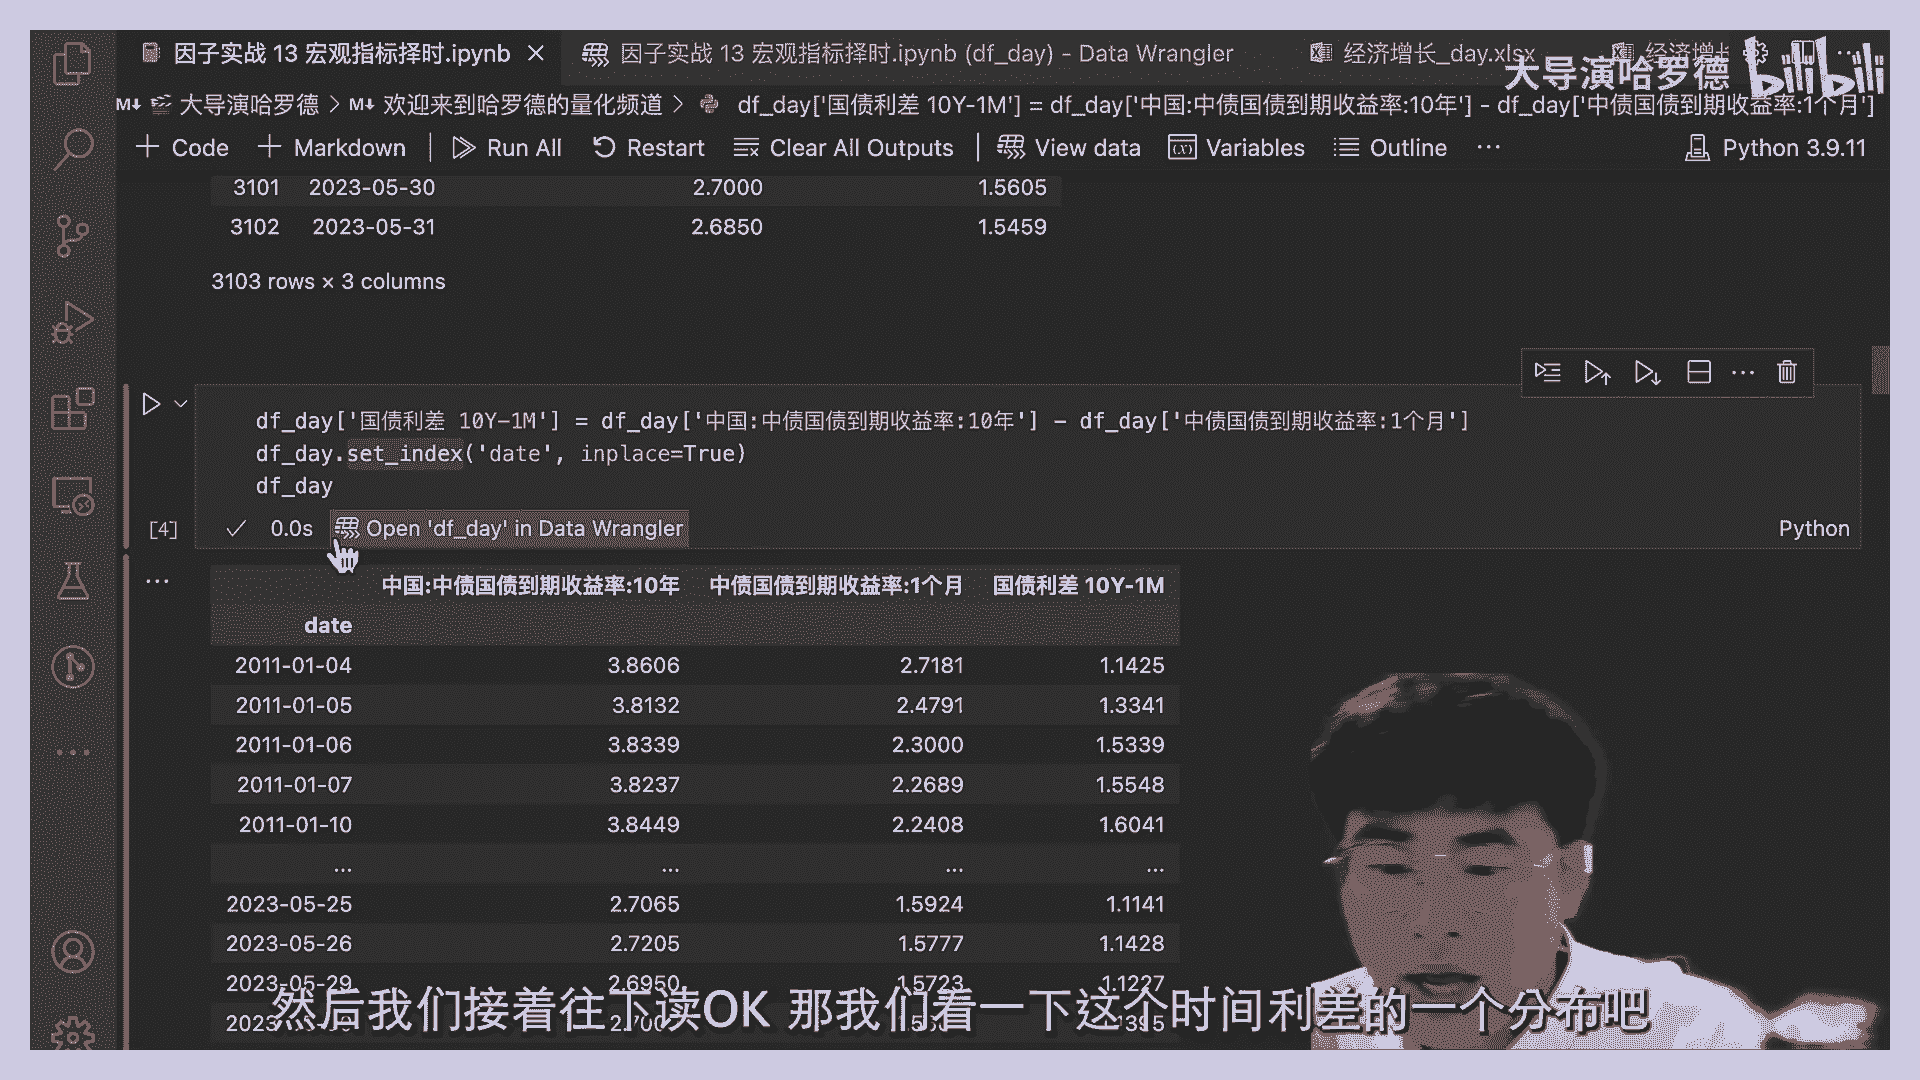 因子实战 13 宏观指标择时.ipynb
因子实战 13 宏观指标择时.ipynb (df_day) - Data Wrangler
经济增长_day.xlsx
经济增长
大导演哈罗德 bilibili
大导演哈罗德 > M↓ 欢迎来到哈罗德的量化频道 > df_day['国债利差 10Y-1M'] = df_day['中国:中债国债到期收益率:10年'] - df_day['中债国债到期收益率:1个月']
+ Code + Markdown Run All Restart Clear All Outputs View data Variables Outline ··· Python 3.9.11
3101 2023-05-30 2.7000 1.5605
3102 2023-05-31 2.6850 1.5459
3103 rows × 3 columns
df_day['国债利差 10Y-1M'] = df_day['中国:中债国债到期收益率:10年'] - df_day['中债国债到期收益率:1个月']
df_day.set_index('date', inplace=True)
df_day
[4] 0.0s Open 'df_day' in Data Wrangler Python
中国:中债国债到期收益率:10年 中债国债到期收益率:1个月 国债利差 10Y-1M
date
2011-01-04 3.8606 2.7181 1.1425
2011-01-05 3.8132 2.4791 1.3341
2011-01-06 3.8339 2.3000 1.5339
2011-01-07 3.8237 2.2689 1.5548
2011-01-10 3.8449 2.2408 1.6041
... ... ... ...
2023-05-25 2.7065 1.5924 1.1141
2023-05-26 2.7205 1.5777 1.1428
2023-05-29 2.6950 1.5723 1.1227
然后我们接着往下读OK 那我们看一下这个时间利差的一个分布吧